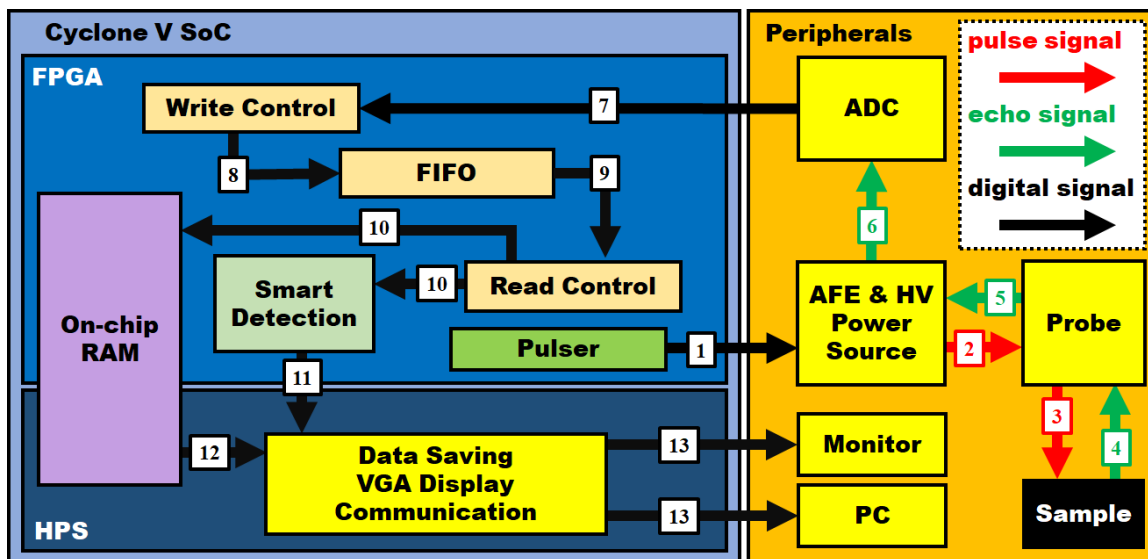 Cyclone V SoC
Peripherals
FPGA
pulse signal
echo signal
digital signal
Write Control
7
ADC
8
FIFO
9
6
10
10
Smart
Detection
Read Control
On-chip
RAM
Pulser
1
AFE & HV
Power
Source
5
2
Probe
11
3
4
12
Data Saving
VGA Display
Communication
13
13
Monitor
PC
Sample
HPS